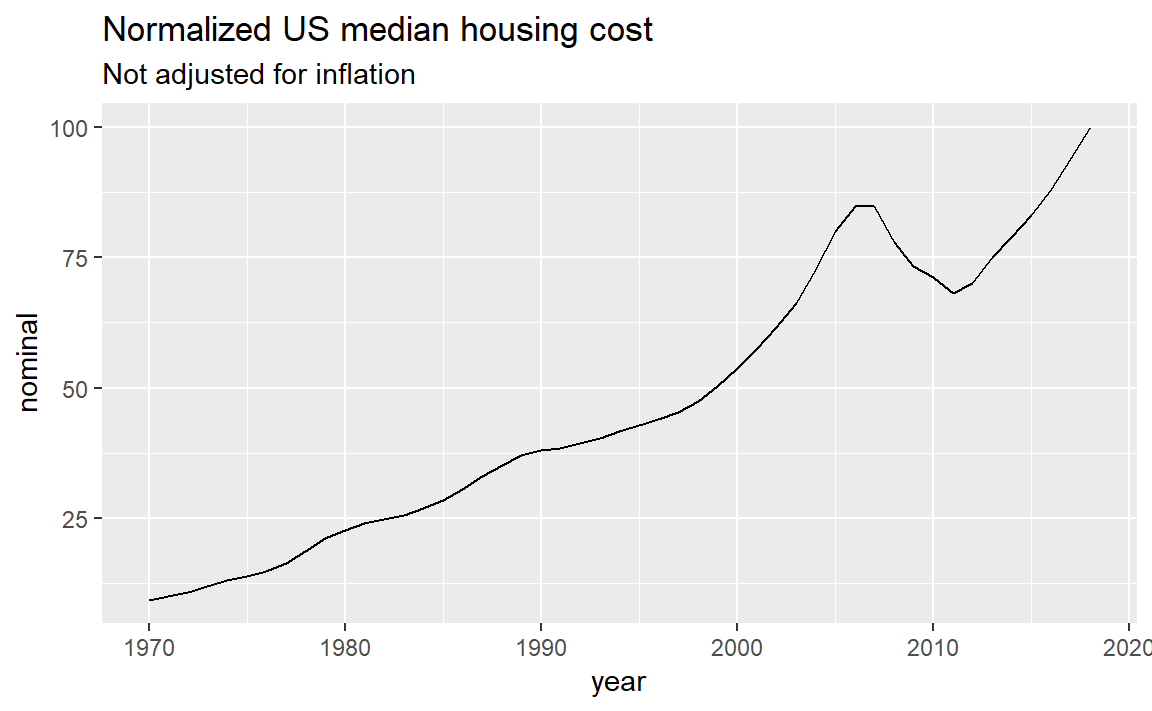 Normalized US median housing cost
Not adjusted for inflation
100
75
50
25
nominal
1970 1980 1990 2000 2010 2020
year